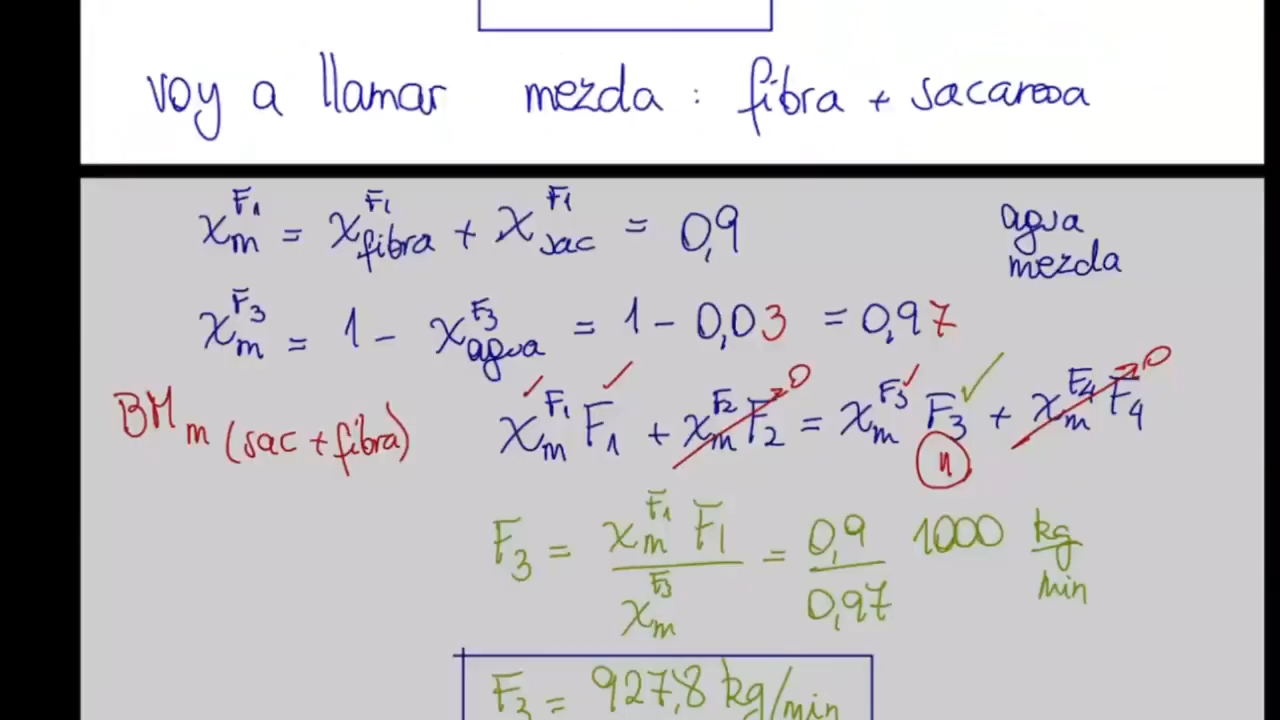 voy a llamar mezcla : fibra + sacarosa
x_m^F1 = x_fibra^F1 + x_sac^F1 = 0,9
agua
mezcla
x_m^F3 = 1 - x_agua^F3 = 1 - 0,03 = 0,97
BM m (sac + fibra)
x_m^F1 F1 + x_m^F2 F2 = x_m^F3 F3 + x_m^F4 F4
=0
=0
F3 = x_m^F1 F1 / x_m^F3 = 0,9 / 0,97 1000 kg/min
F3 = 927,8 kg/min